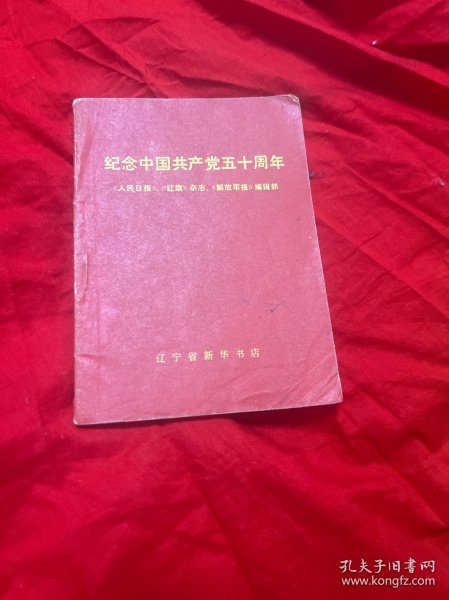 纪念中国共产党五十周年
《人民日报》、《红旗》杂志、《解放军报》编辑部
辽宁省新华书店
孔夫子旧书网
www.kongfz.com